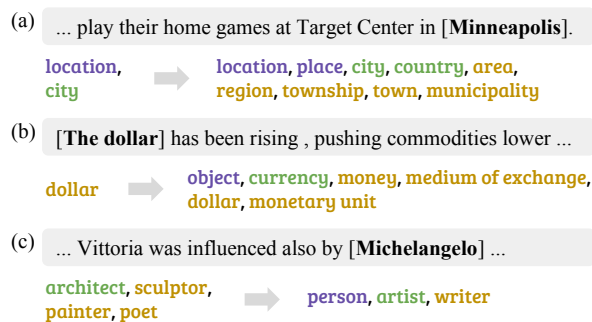 (a) ... play their home games at Target Center in [Minneapolis].
location, location, place, city, country, area,
city region, township, town, municipality
(b) [The dollar] has been rising , pushing commodities lower ...
dollar object, currency, money, medium of exchange,
dollar, monetary unit
(c) ... Vittoria was influenced also by [Michelangelo] ...
architect, sculptor, person, artist, writer
painter, poet